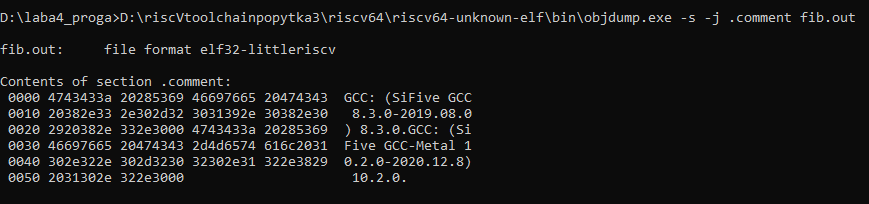 D:\laba4_proga>D:\riscVtoolchainpopytka3\riscv64\riscv64-unknown-elf\bin\objdump.exe -s -j .comment fib.out
fib.out:     file format elf32-littleriscv
Contents of section .comment:
 0000 4743433a 20285369 46697665 20474343  GCC: (SiFive GCC
 0010 20382e33 2e302d32 3031392e 30382e30   8.3.0-2019.08.0
 0020 2920382e 332e3000 4743433a 20285369  ) 8.3.0.GCC: (Si
 0030 46697665 20474343 2d4d6574 616c2031  Five GCC-Metal 1
 0040 302e322e 302d3230 32302e31 322e3829  0.2.0-2020.12.8)
 0050 2031302e 322e3000                     10.2.0.